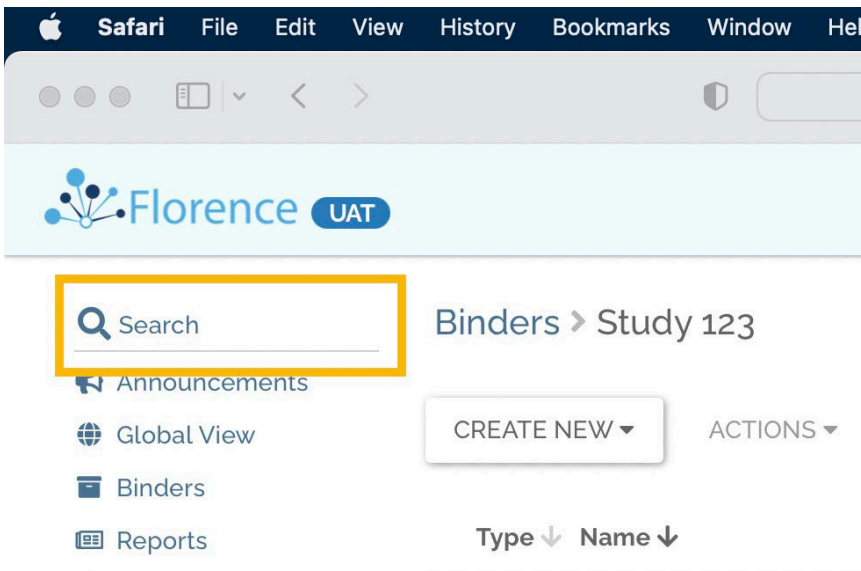 Safari File Edit View History Bookmarks Window Hel
Florence UAT
Search
Binders > Study 123
Announcements
Global View
CREATE NEW ACTIONS
Binders
Reports
Type Name